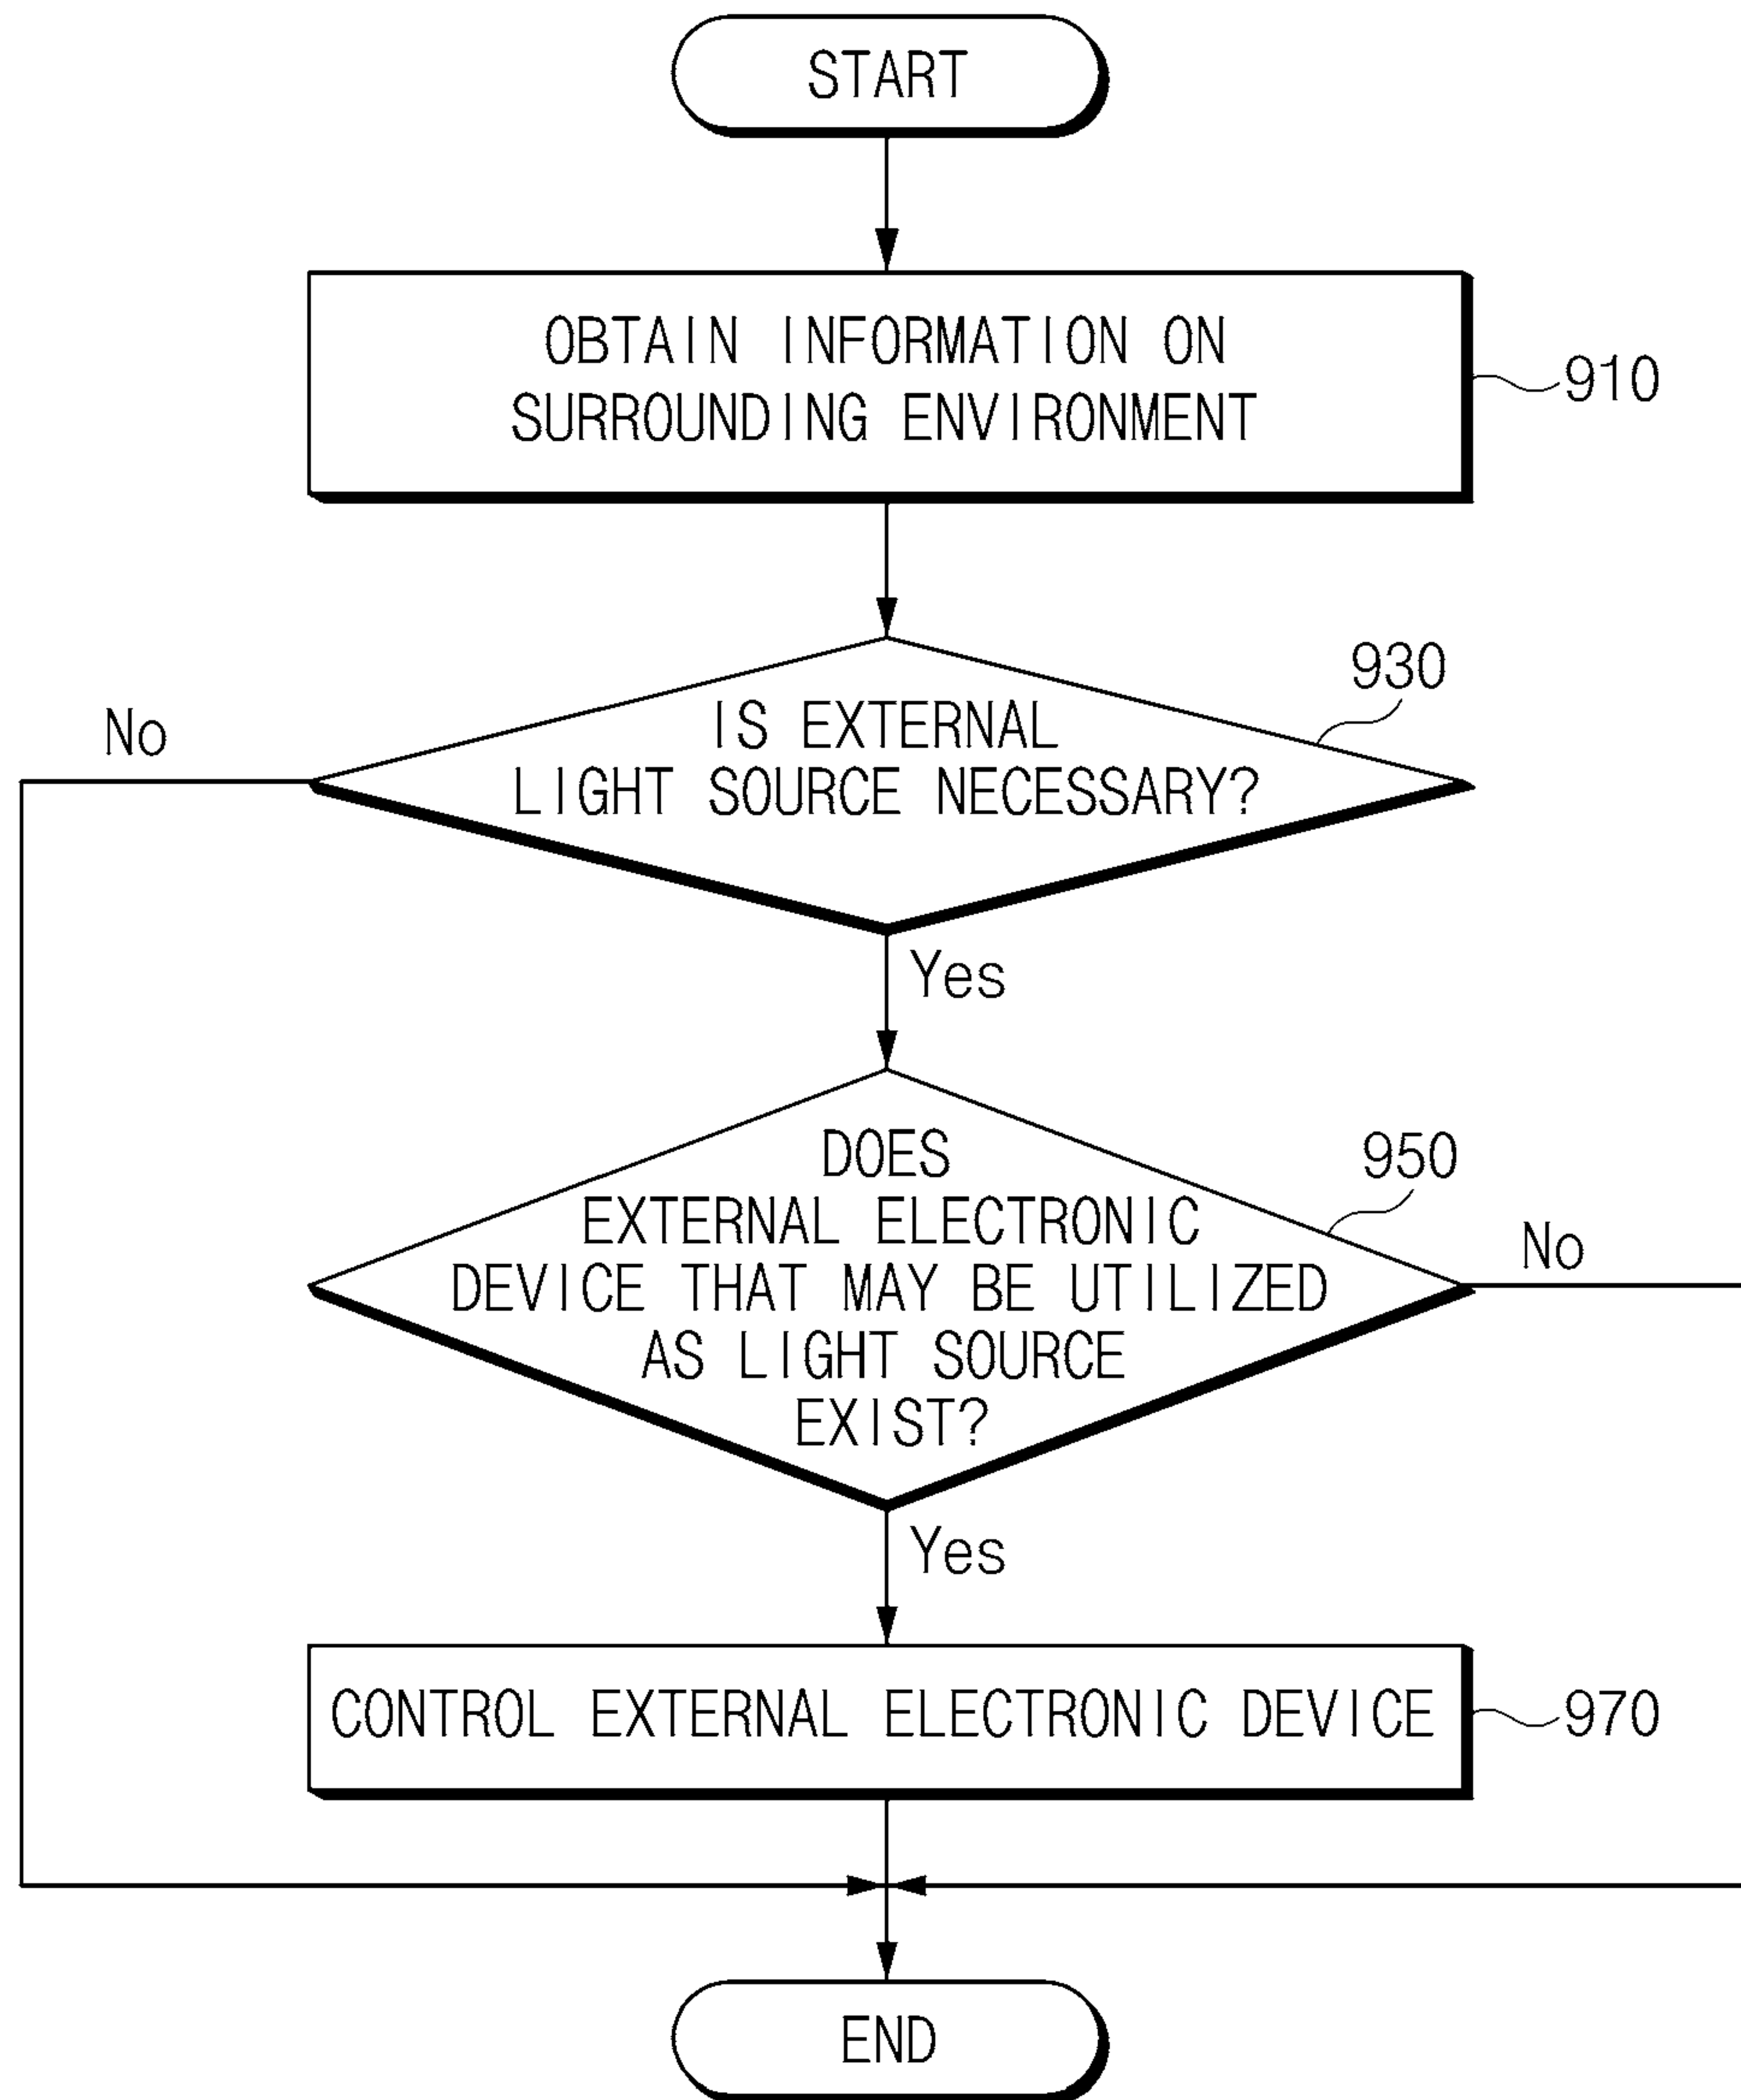 START
OBTAIN INFORMATION ON
SURROUNDING ENVIRONMENT
910
930
No
IS EXTERNAL
LIGHT SOURCE NECESSARY?
Yes
DOES
950
EXTERNAL ELECTRONIC
No
DEVICE THAT MAY BE UTILIZED
AS LIGHT SOURCE
EXIST?
Yes
CONTROL EXTERNAL ELECTRONIC DEVICE
970
END